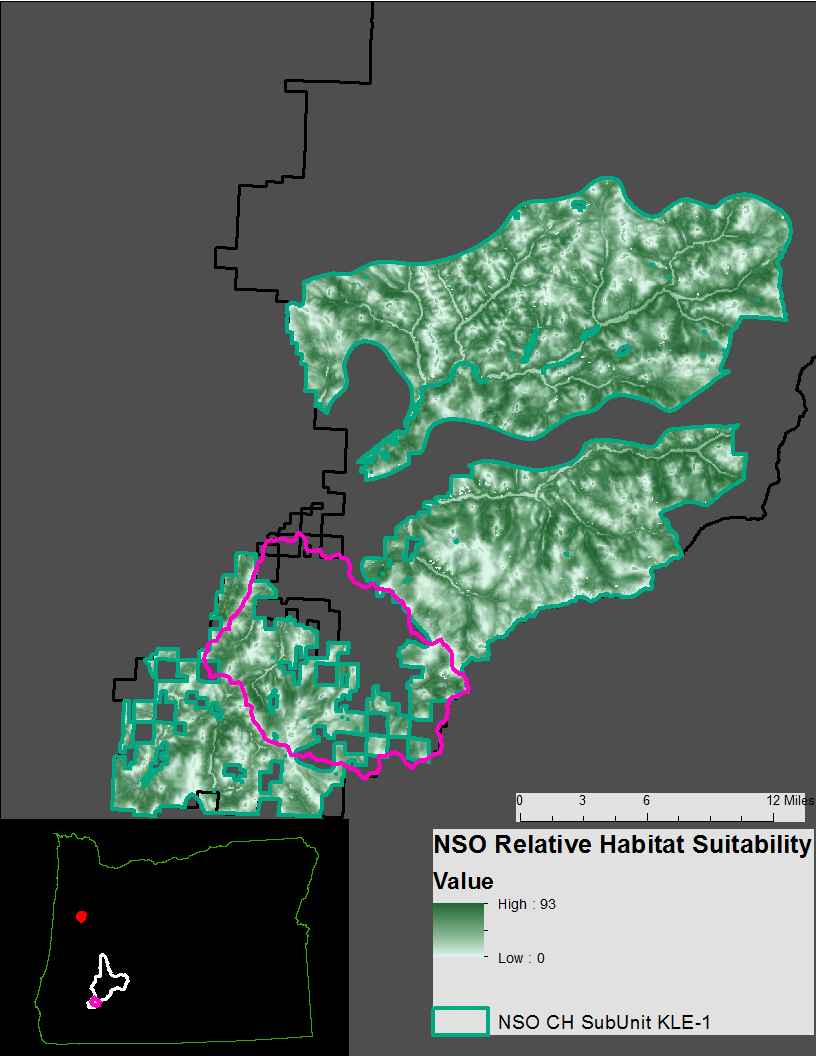 0 3 6 12 Miles
NSO Relative Habitat Suitability
Value
High : 93
Low : 0
NSO CH SubUnit KLE-1